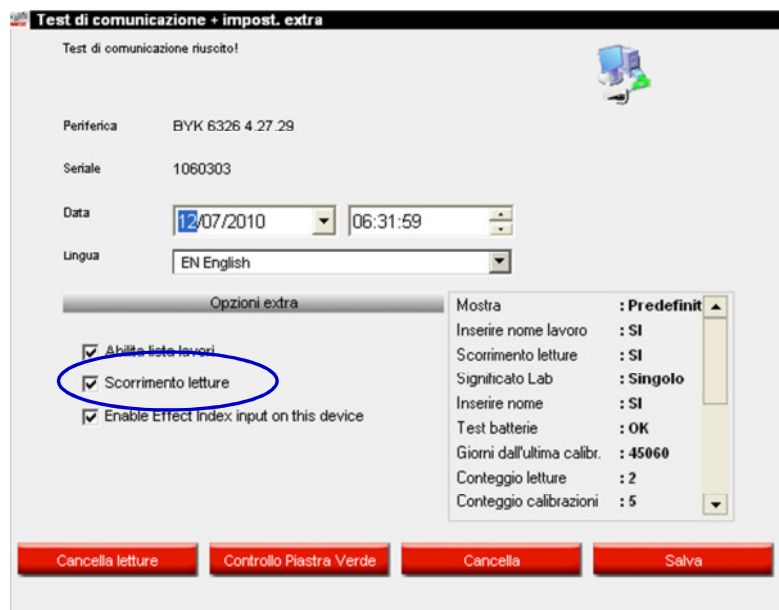 Test di comunicazione + impost. extra
Test di comunicazione riuscito!
Periferica BYK 6326 4.27.29
Seriale 1060303
Data 12/07/2010 06:31:59
Lingua EN English
Opzioni extra
Abilita lista lavori
Scorrimento letture
Enable Effect Index input on this device
Mostra : Predefinit
Inserire nome lavoro : SI
Scorrimento letture : SI
Significato Lab : Singolo
Inserire nome : SI
Test batterie : OK
Giorni dall'ultima calibr. : 45060
Conteggio letture : 2
Conteggio calibrazioni : 5
Cancella letture Controllo Piastra Verde Cancella Salva